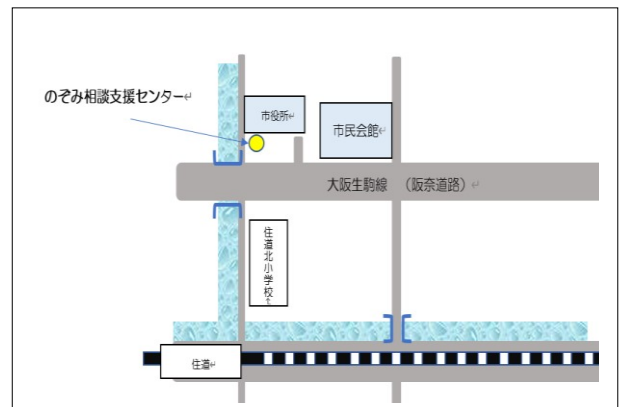 のぞみ相談支援センター
市役所
市民会館
大阪生駒線 (阪奈道路)
住道北小学校
住道